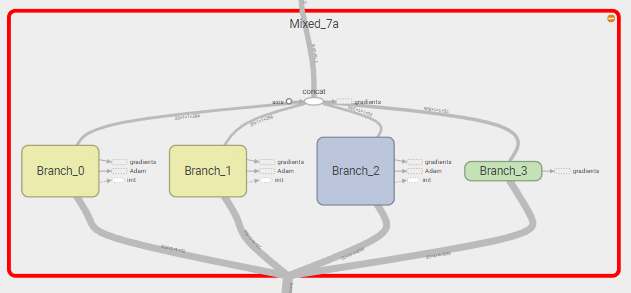 Mixed_7a
concat
axis
gradients
Branch_0
gradients
Adam
init
Branch_1
gradients
Adam
init
Branch_2
gradients
Adam
init
Branch_3
gradients